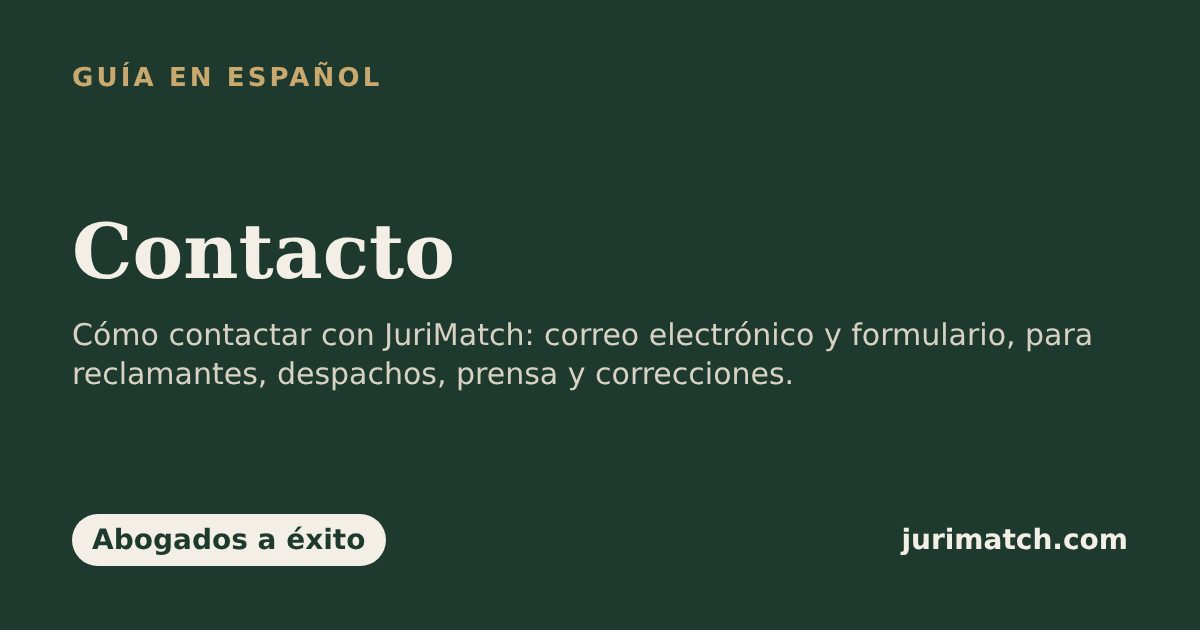 GUÍA EN ESPAÑOL
Contacto
Cómo contactar con JuriMatch: correo electrónico y formulario, para
reclamantes, despachos, prensa y correcciones.
Abogados a éxito
jurimatch.com